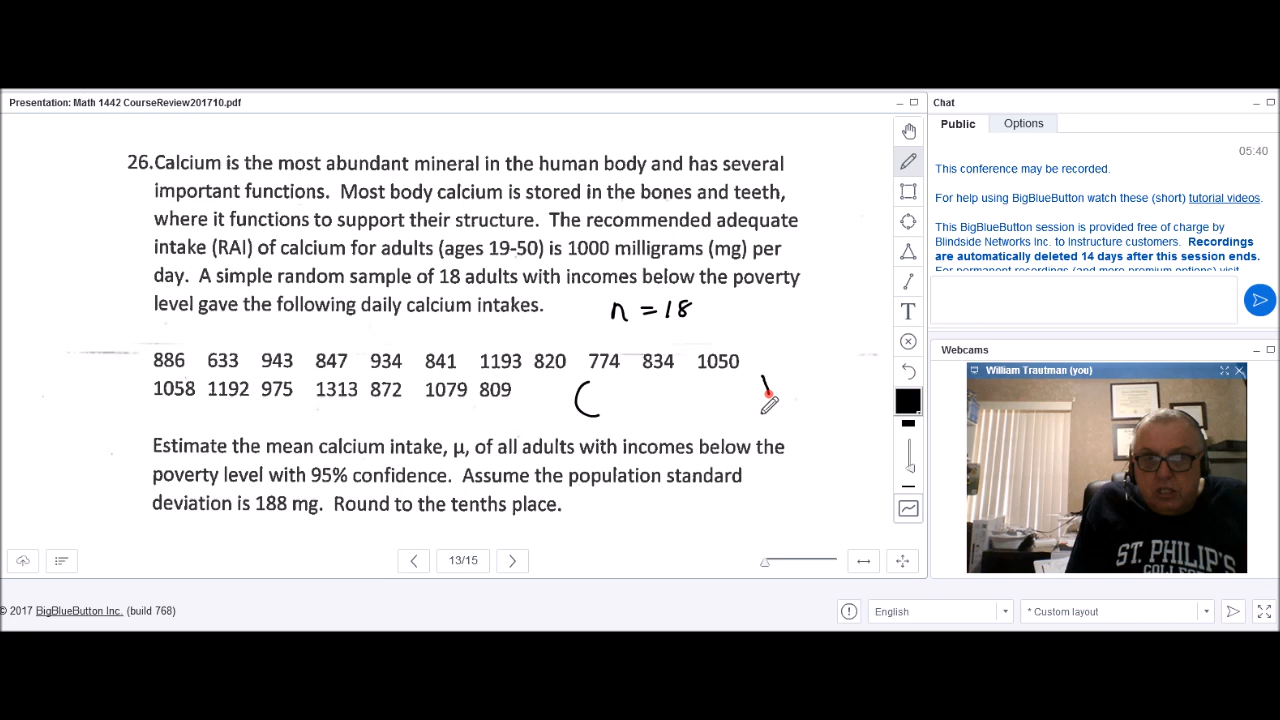 Presentation: Math 1442 CourseReview201710.pdf
26.Calcium is the most abundant mineral in the human body and has several
important functions. Most body calcium is stored in the bones and teeth,
where it functions to support their structure. The recommended adequate
intake (RAI) of calcium for adults (ages 19-50) is 1000 milligrams (mg) per
day. A simple random sample of 18 adults with incomes below the poverty
level gave the following daily calcium intakes. n = 18
886 633 943 847 934 841 1193 820 774 834 1050
1058 1192 975 1313 872 1079 809 (
Estimate the mean calcium intake, μ, of all adults with incomes below the
poverty level with 95% confidence. Assume the population standard
deviation is 188 mg. Round to the tenths place.
13/15
T
Chat
Public Options
05:40
This conference may be recorded.
For help using BigBlueButton watch these (short) tutorial videos.
This BigBlueButton session is provided free of charge by
Blindside Networks Inc. to Instructure customers. Recordings
are automatically deleted 14 days after this session ends.
For permanent recordings (and more premium options) visit
Webcams
William Trautman (you)
ST. PHILIP'S
COLLEGE
© 2017 BigBlueButton Inc. (build 768)
English
* Custom layout